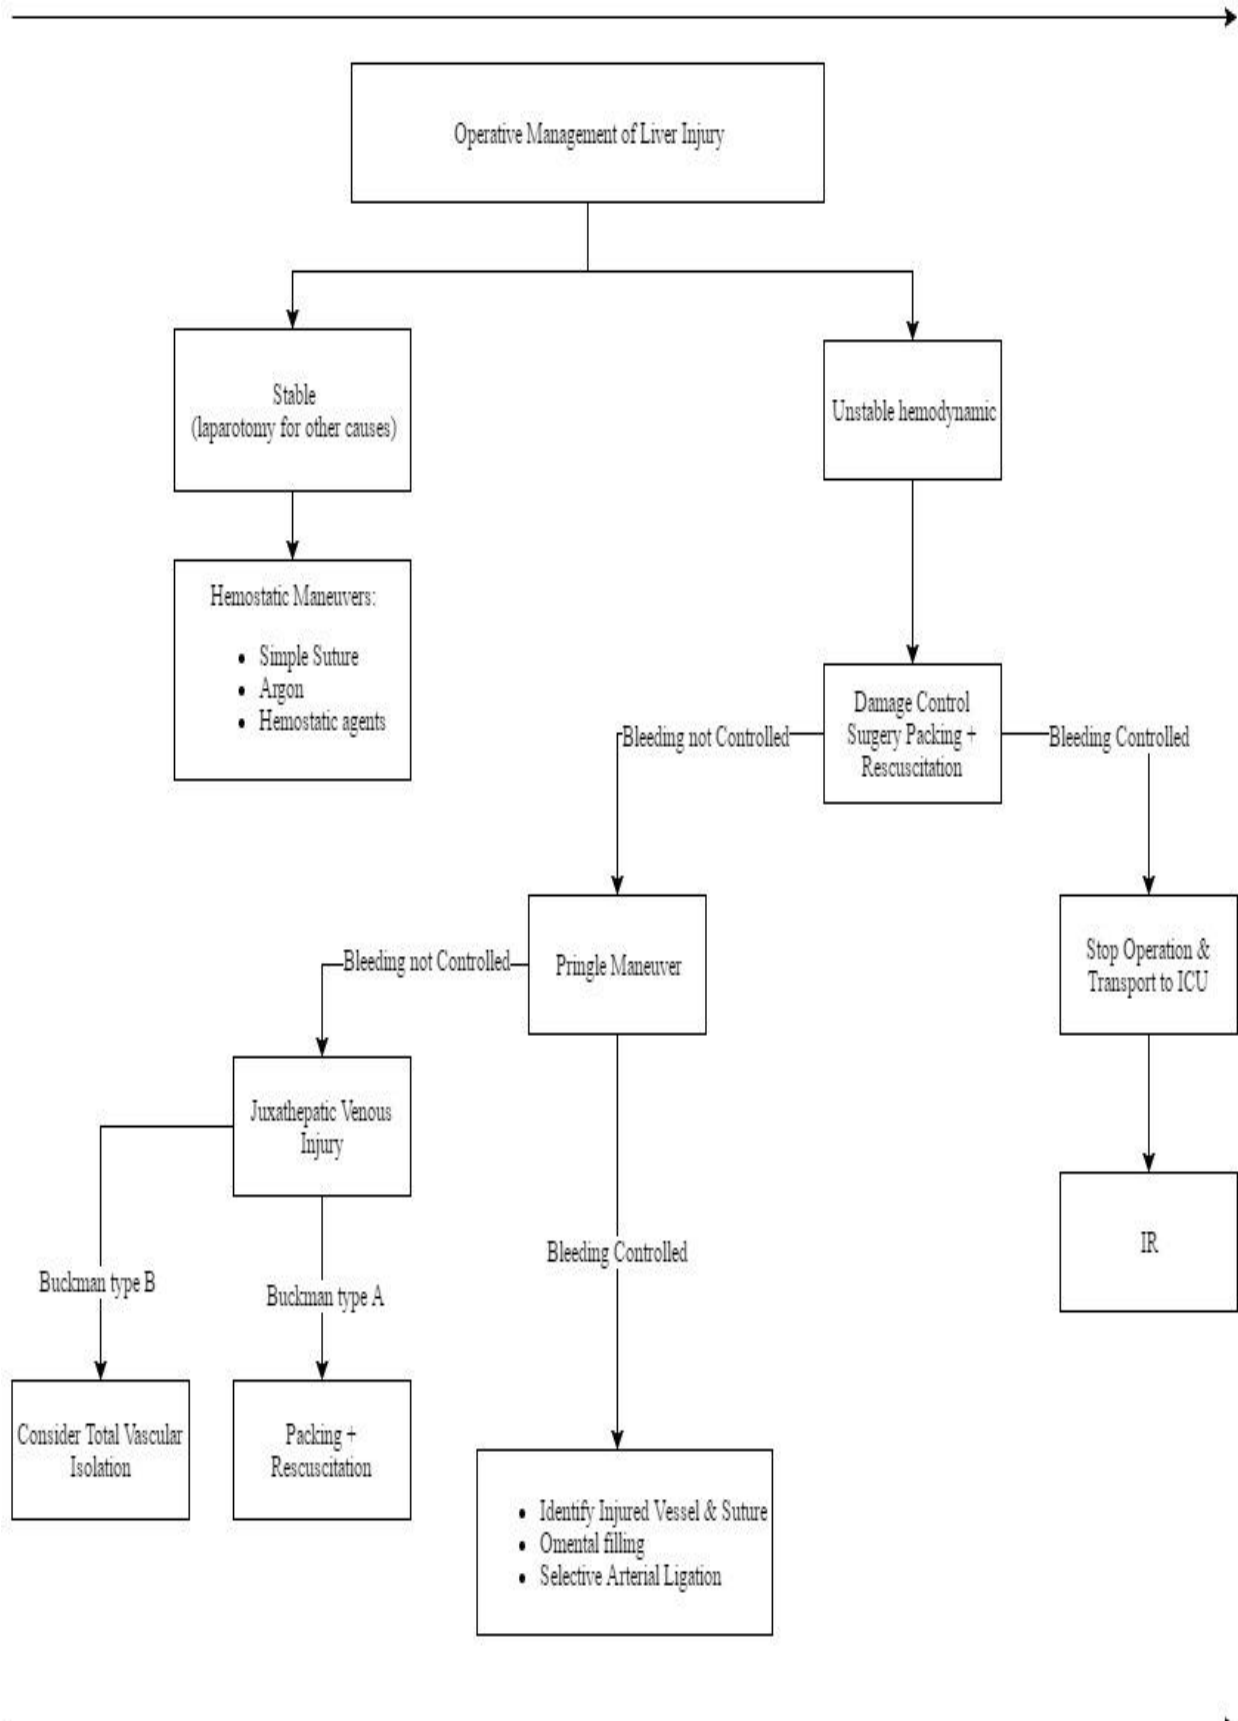 Operative Management of Liver Injury
Stable
(laparotomy for other causes)
Unstable hemodynamic
Hemostatic Maneuvers:
• Simple Suture
• Argon
• Hemostatic agents
Damage Control
Surgery Packing +
Rescuscitation
Bleeding not Controlled
Bleeding Controlled
Pringle Maneuver
Stop Operation &
Transport to ICU
Bleeding not Controlled
Juxathepatic Venous
Injury
IR
Bleeding Controlled
Buckman type B
Buckman type A
Consider Total Vascular
Isolation
Packing +
Rescuscitation
• Identify Injured Vessel & Suture
• Omental filling
• Selective Arterial Ligation